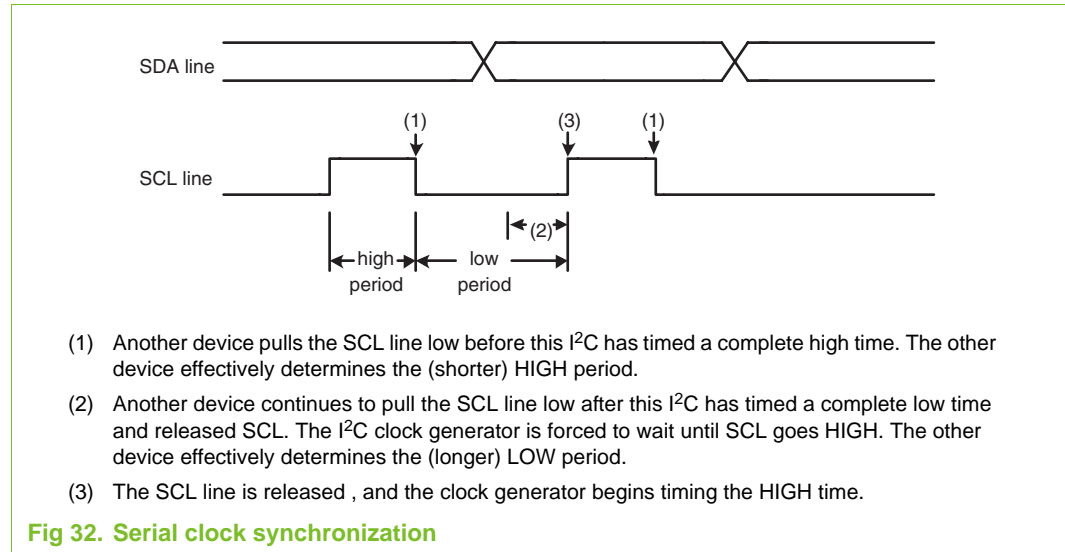 SDA line
(1)
(3)
(1)
SCL line
(2)
high
period
low
period
(1) Another device pulls the SCL line low before this I²C has timed a complete high time. The other
device effectively determines the (shorter) HIGH period.
(2) Another device continues to pull the SCL line low after this I²C has timed a complete low time
and released SCL. The I²C clock generator is forced to wait until SCL goes HIGH. The other
device effectively determines the (longer) LOW period.
(3) The SCL line is released , and the clock generator begins timing the HIGH time.
Fig 32. Serial clock synchronization